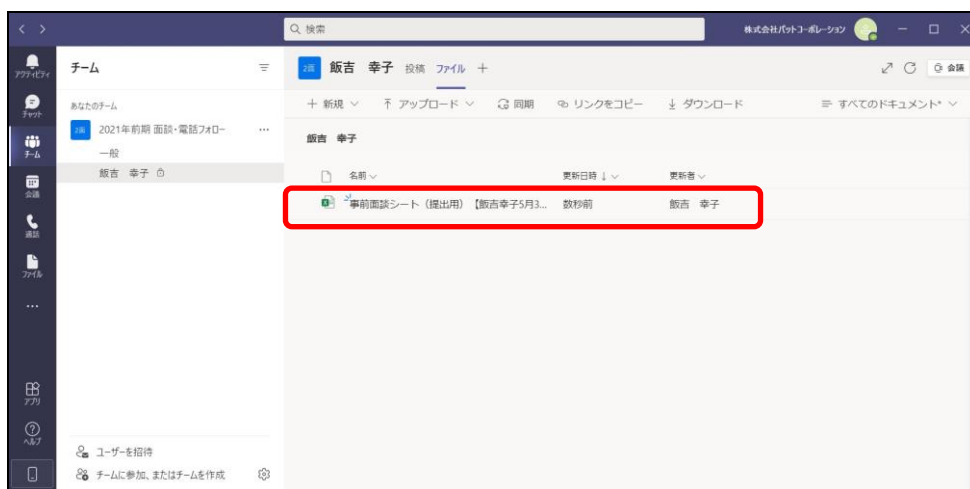 検索
株式会社パットコーポレーション
アクティビティ
チャット
チーム
会議
通話
ファイル
アプリ
ヘルプ
チーム
あなたのチーム
2面
2021年前期 面談・電話フォロー
一般
飯吉 幸子
ユーザーを招待
チームに参加、またはチームを作成
2面 飯吉 幸子 投稿 ファイル + 会議
+ 新規 アップロード 同期 リンクをコピー ダウンロード すべてのドキュメント*
飯吉 幸子
名前 更新日時 ↓ 更新者
事前面談シート（提出用）【飯吉幸子5月3... 数秒前 飯吉 幸子